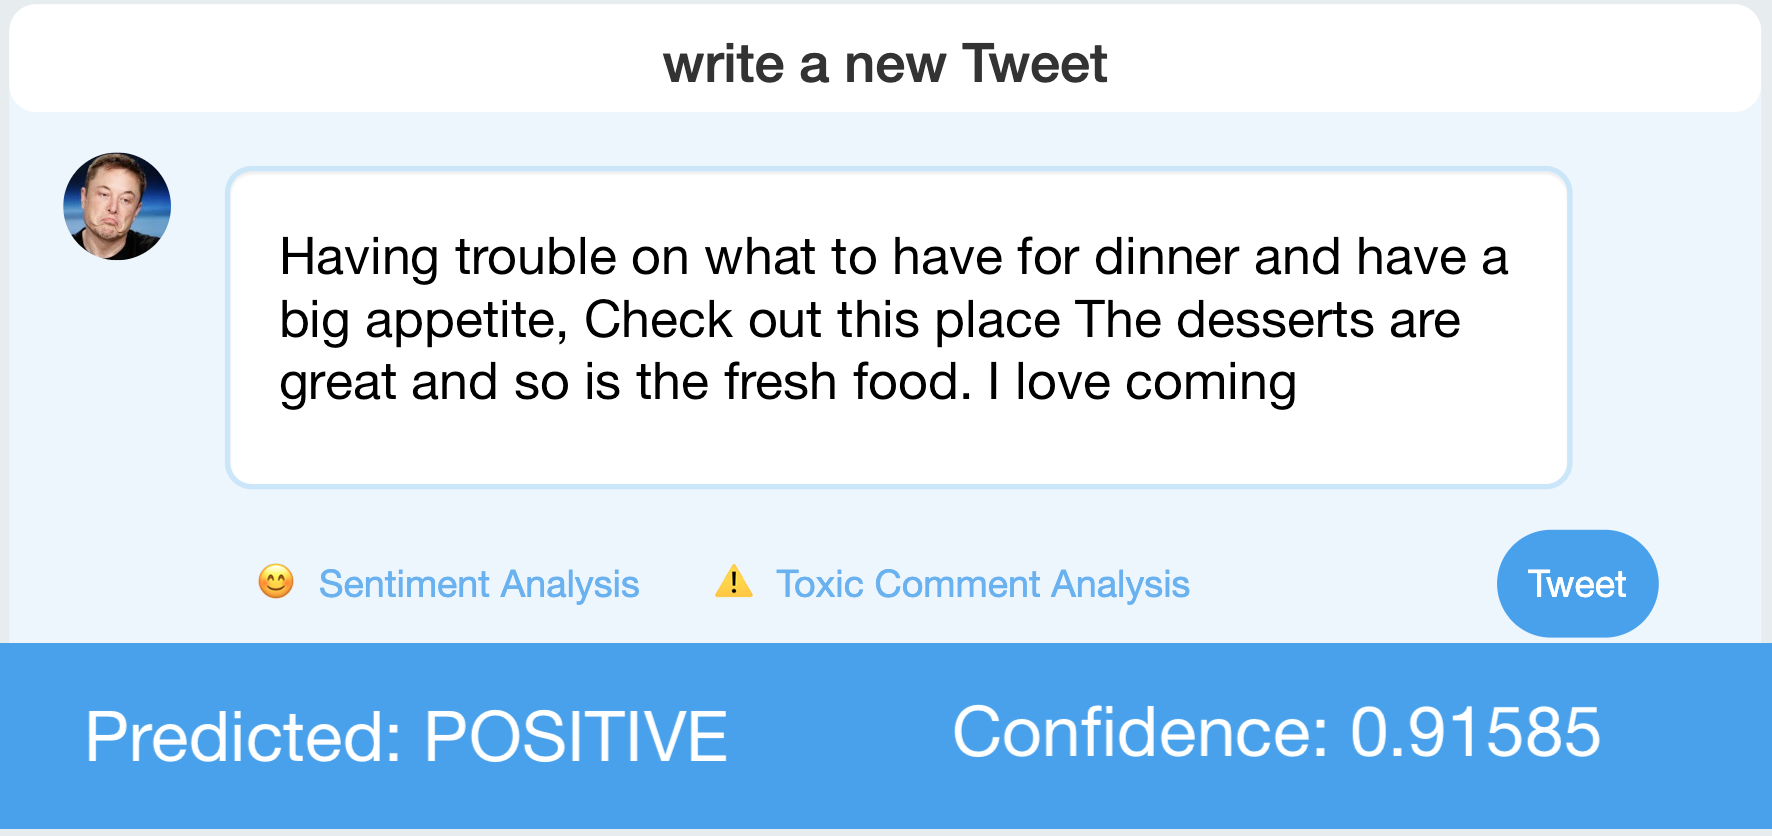 write a new Tweet
Having trouble on what to have for dinner and have a
big appetite, Check out this place The desserts are
great and so is the fresh food. I love coming
Sentiment Analysis Toxic Comment Analysis Tweet
Predicted: POSITIVE Confidence: 0.91585